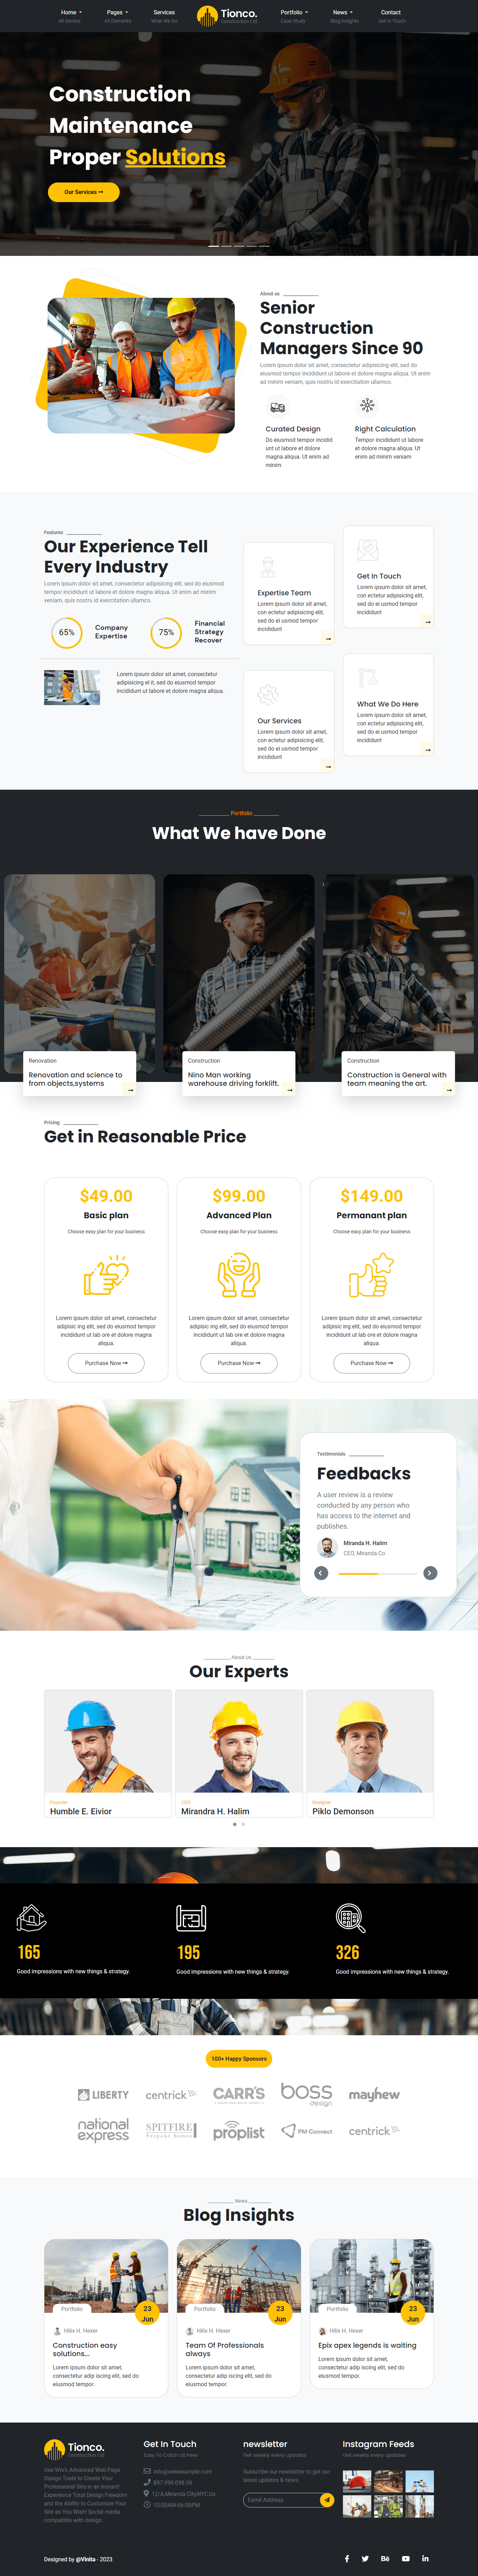 Home
Pages
Services
Tionco.
Construction Ltd.
Portfolio
News
Contact
All Demos
All Elements
What We Do
Case Study
Blog Insights
Get In Touch
Construction
Maintenance
Proper Solutions
Our Services
About us
Senior
Construction
Managers Since 90
Lorem ipsum dolor sit amet, consectetur adipisicing elit, sed do
eiusmod tempor incididunt ut labore et dolore magna aliqua. Ut enim
ad minim veniam, quis nostru id exercitation ullamco.
Curated Design
Do eiusmod tempor incidid
unt ut labore et dolore
magna aliqua. Ut enim ad
minim
Right Calculation
Tempor incididunt ut labore
et dolore magna aliqua. Ut
enim ad minim veniam
Features
Our Experience Tell
Every Industry
Lorem ipsum dolor sit amet, consectetur adipisicing elit, sed do eiusmod
tempor incididunt ut labore et dolore magna aliqua. Ut enim ad minim
veniam, quis nostru id exercitation ullamco.
65%
Company
Expertise
75%
Financial
Strategy
Recover
Lorem ipsum dolor sit amet, consectetur
adipisicing el it, sed do eiusmod tempor
incididunt ut labore et dolore magna aliqua.
Expertise Team
Lorem ipsum dolor sit amet,
con ectetur adipisicing elit,
sed do ei usmod tempor
incididunt
Get In Touch
Lorem ipsum dolor sit amet,
con ectetur adipisicing elit,
sed do ei usmod tempor
incididunt
Our Services
Lorem ipsum dolor sit amet,
con ectetur adipisicing elit,
sed do ei usmod tempor
incididunt
What We Do Here
Lorem ipsum dolor sit amet,
con ectetur adipisicing elit,
sed do ei usmod tempor
incididunt
Portfolio
What We have Done
Renovation
Renovation and science to
from objects,systems
Construction
Nino Man working
warehouse driving forklift.
Construction
Construction is General with
team meaning the art.
Pricing
Get in Reasonable Price
$49.00
Basic plan
Choose easy plan for your business
Lorem ipsum dolor sit amet, consectetur
adipisic ing elit, sed do eiusmod tempor
incididunt ut lab ore et dolore magna
aliqua.
Purchase Now
$99.00
Advanced Plan
Choose easy plan for your business
Lorem ipsum dolor sit amet, consectetur
adipisic ing elit, sed do eiusmod tempor
incididunt ut lab ore et dolore magna
aliqua.
Purchase Now
$149.00
Permanant plan
Choose easy plan for your business
Lorem ipsum dolor sit amet, consectetur
adipisic ing elit, sed do eiusmod tempor
incididunt ut lab ore et dolore magna
aliqua.
Purchase Now
Testimonials
Feedbacks
A user review is a review
conducted by any person who
has access to the internet and
publishes.
Miranda H. Halim
CEO, Miranda Co
About Us
Our Experts
Founder
Humble E. Eivior
CEO
Mirandra H. Halim
Designer
Piklo Demonson
165
Good impressions with new things & strategy.
195
Good impressions with new things & strategy.
326
Good impressions with new things & strategy.
100+ Happy Sponsors
LIBERTY
centrick
CARR'S
boss
design
mayhew
national
express
SPITFIRE
bespoke homes
proplist
PM Connect
centrick
News
Blog Insights
Portfolio
23
Jun
Hilix H. Hexer
Construction easy
solutions...
Lorem ipsum dolor sit amet,
consectetur adip iscing elit, sed do
eiusmod tempor.
Portfolio
23
Jun
Hilix H. Hexer
Team Of Professionals
always
Lorem ipsum dolor sit amet,
consectetur adip iscing elit, sed do
eiusmod tempor.
Portfolio
23
Jun
Hilix H. Hexer
Epix apex legends is waiting
Lorem ipsum dolor sit amet,
consectetur adip iscing elit, sed do
eiusmod tempor.
Tionco.
Construction Ltd.
Use Wix's Advanced Web Page
Design Tools to Create Your
Professional Site in an Instant!
Experience Total Design Freedom
and the Ability to Customize Your
Site as You Wish! Social media
compatible with design.
Get In Touch
Easy To Catch Us here
info@webexample.com
897 090 098 09
12/A,Miranda City,NYC,Us
10:00AM-06:00PM
newsletter
Get weekly every updates
Subscribe our newsletter to get our
latest updates & news.
Eamil Address
Instagram Feeds
Get weekly every updates
Designed by @Vinita - 2023
Bē